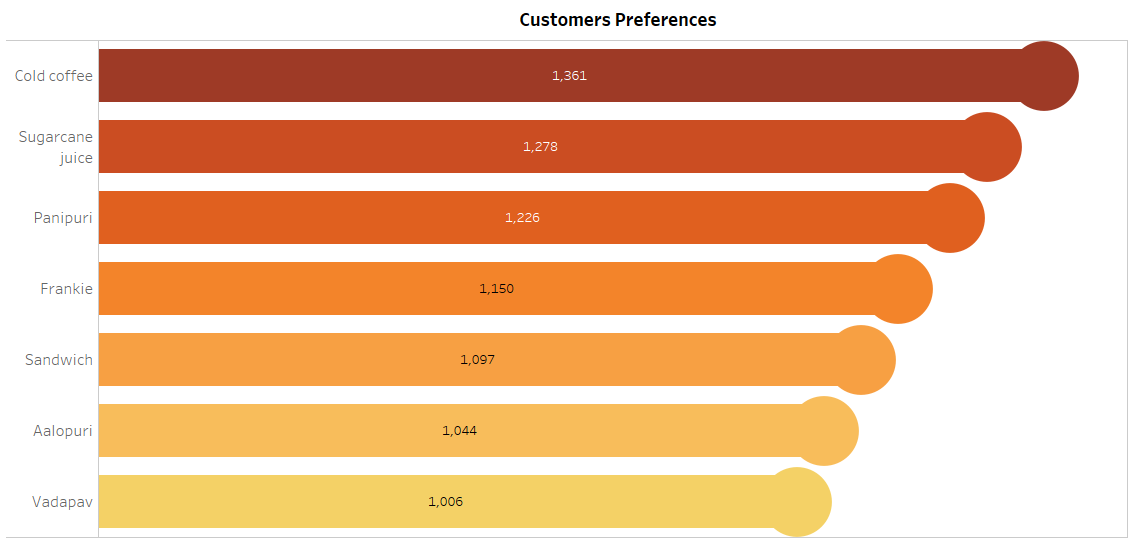 Customers Preferences
Cold coffee
1,361
Sugarcane
juice
1,278
Panipuri
1,226
Frankie
1,150
Sandwich
1,097
Aalopuri
1,044
Vadapav
1,006